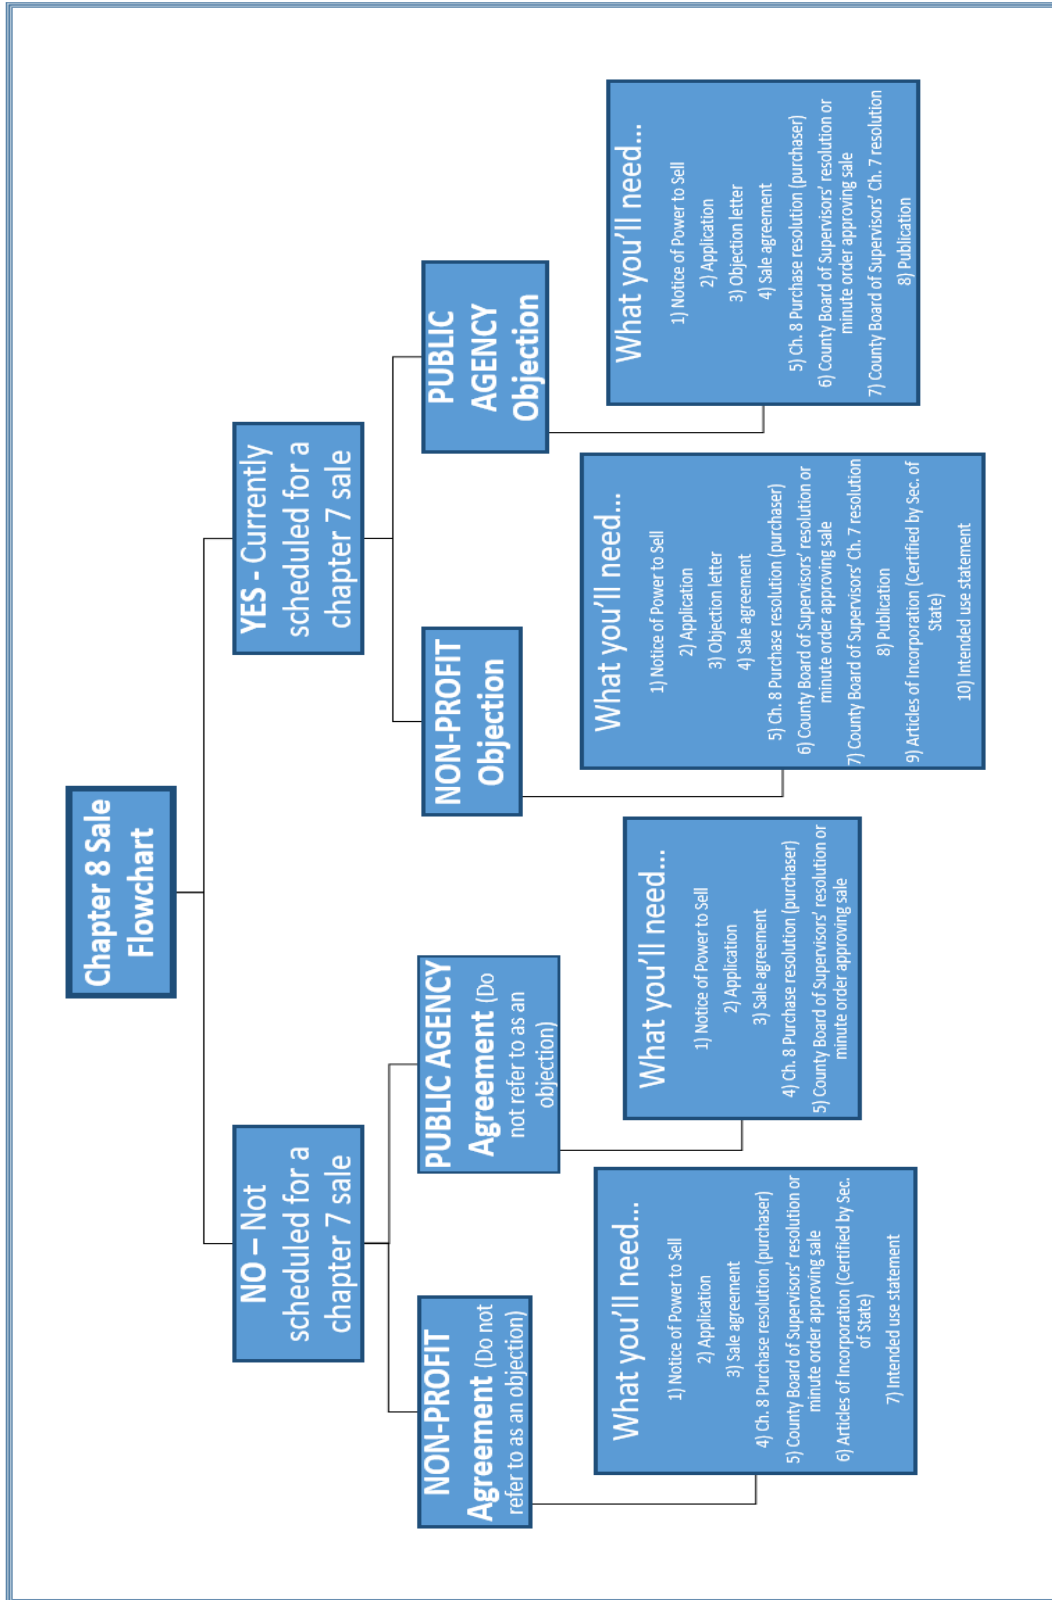 Chapter 8 Sale
Flowchart
NO – Not
scheduled for a
chapter 7 sale
YES - Currently
scheduled for a
chapter 7 sale
NON-PROFIT
Agreement (Do not
refer to as an objection)
PUBLIC AGENCY
Agreement (Do
not refer to as an
objection)
NON-PROFIT
Objection
PUBLIC
AGENCY
Objection
What you'll need...
1) Notice of Power to Sell
2) Application
3) Sale agreement
4) Ch. 8 Purchase resolution (purchaser)
5) County Board of Supervisors' resolution or
minute order approving sale
6) Articles of Incorporation (Certified by Sec.
of State)
7) Intended use statement
What you'll need...
1) Notice of Power to Sell
2) Application
3) Sale agreement
4) Ch. 8 Purchase resolution (purchaser)
5) County Board of Supervisors' resolution or
minute order approving sale
What you'll need...
1) Notice of Power to Sell
2) Application
3) Objection letter
4) Sale agreement
5) Ch. 8 Purchase resolution (purchaser)
6) County Board of Supervisors' resolution or
minute order approving sale
7) County Board of Supervisors' Ch. 7 resolution
8) Publication
9) Articles of Incorporation (Certified by Sec. of
State)
10) Intended use statement
What you'll need...
1) Notice of Power to Sell
2) Application
3) Objection letter
4) Sale agreement
5) Ch. 8 Purchase resolution (purchaser)
6) County Board of Supervisors' resolution or
minute order approving sale
7) County Board of Supervisors' Ch. 7 resolution
8) Publication